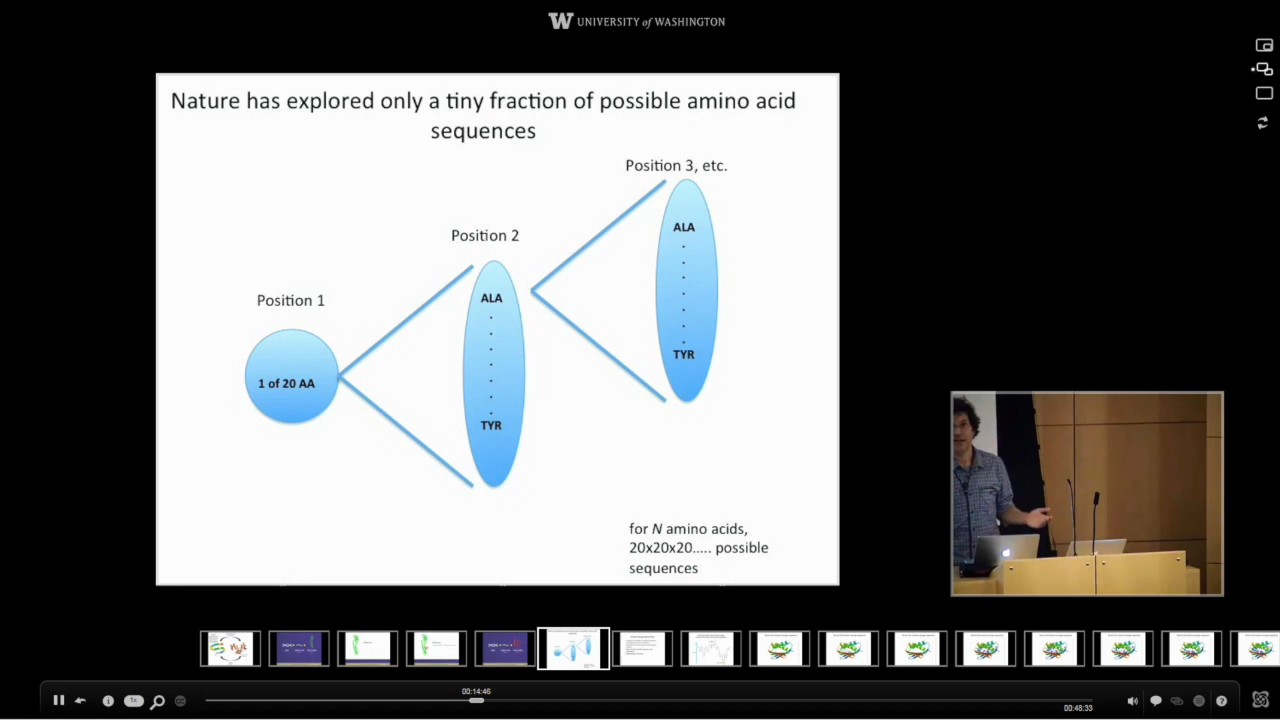 W UNIVERSITY of WASHINGTON
Nature has explored only a tiny fraction of possible amino acid
sequences
Position 3, etc.
ALA
TYR
Position 2
ALA
TYR
Position 1
1 of 20 AA
for N amino acids,
20x20x20..... possible
sequences
00:14:46
1x
00:48:33